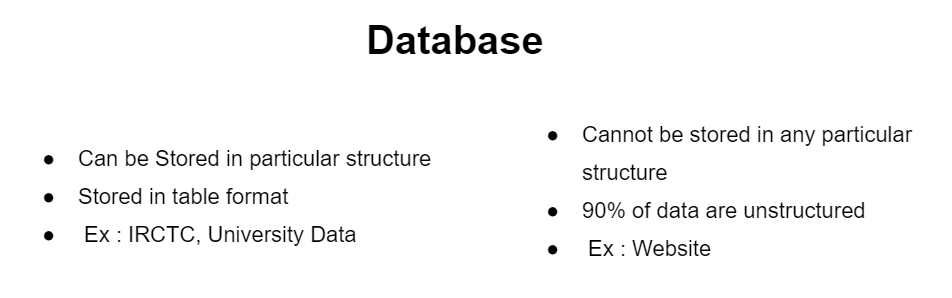 Database
● Can be Stored in particular structure
● Stored in table format
● Ex : IRCTC, University Data
● Cannot be stored in any particular
structure
● 90% of data are unstructured
● Ex : Website